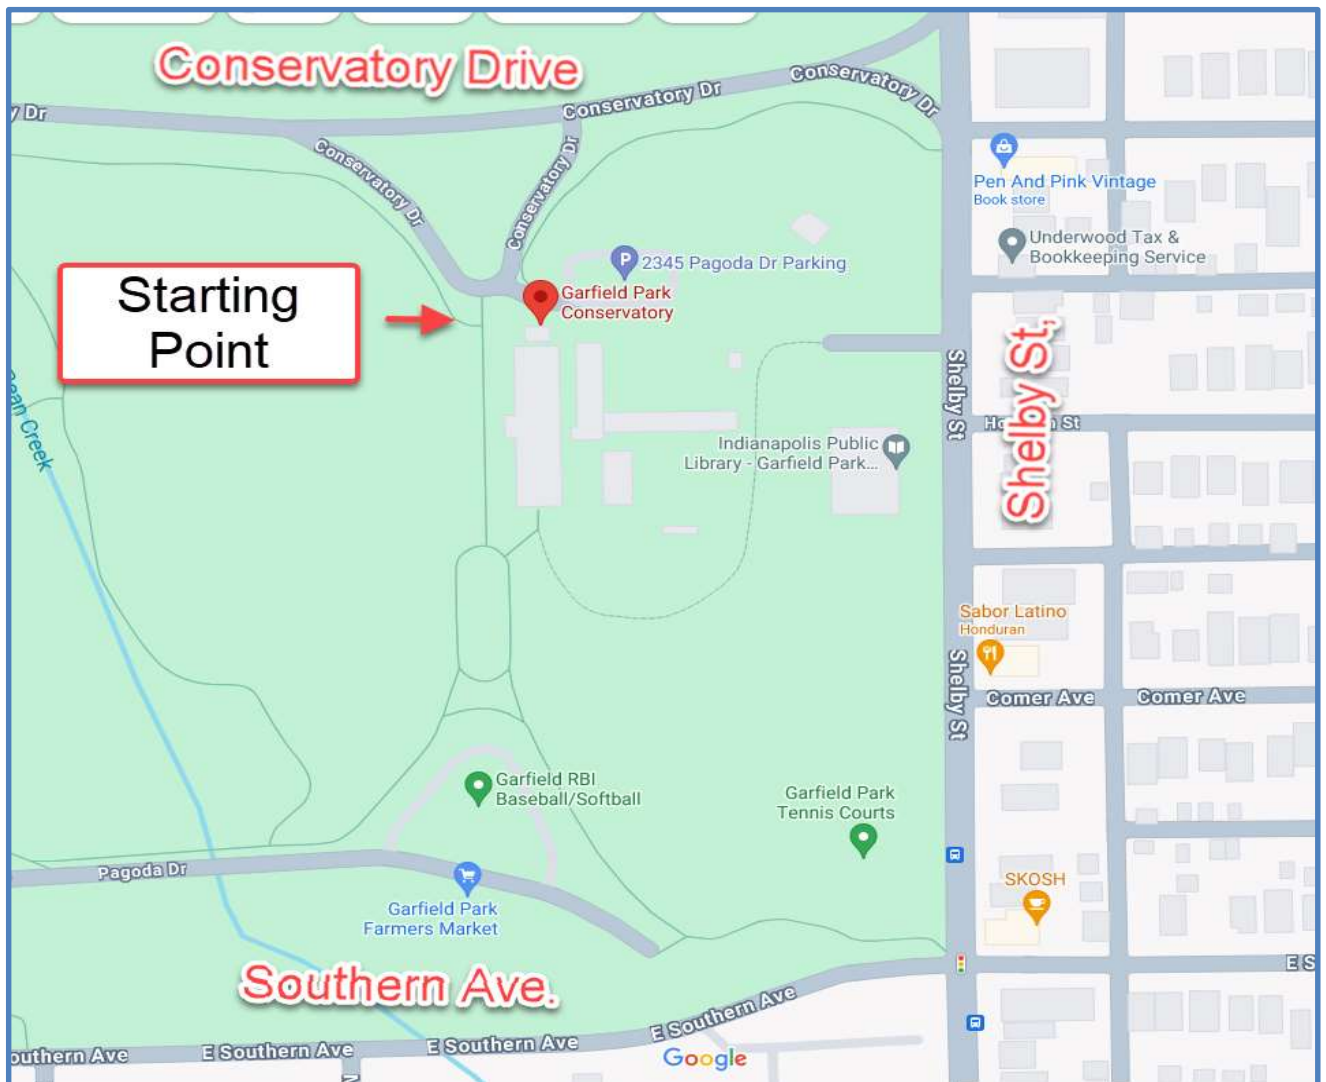 Conservatory Drive
Conservatory Dr
Conservatory Dr
Dr
Conservatory Dr
Conservatory Dr
Pen And Pink Vintage
Book store
Underwood Tax &
Bookkeeping Service
2345 Pagoda Dr Parking
Garfield Park
Conservatory
Starting
Point
Shelby St,
Shelby St
Creek
St
Indianapolis Public
Library - Garfield Park...
Sabor Latino
Honduran
Shelby St
Comer Ave
Comer Ave
Garfield RBI
Baseball/Softball
Garfield Park
Tennis Courts
Pagoda Dr
SKOSH
Garfield Park
Farmers Market
E S
Southern Ave.
E Southern Ave
E Southern Ave
E Southern Ave
outhern Ave
Google